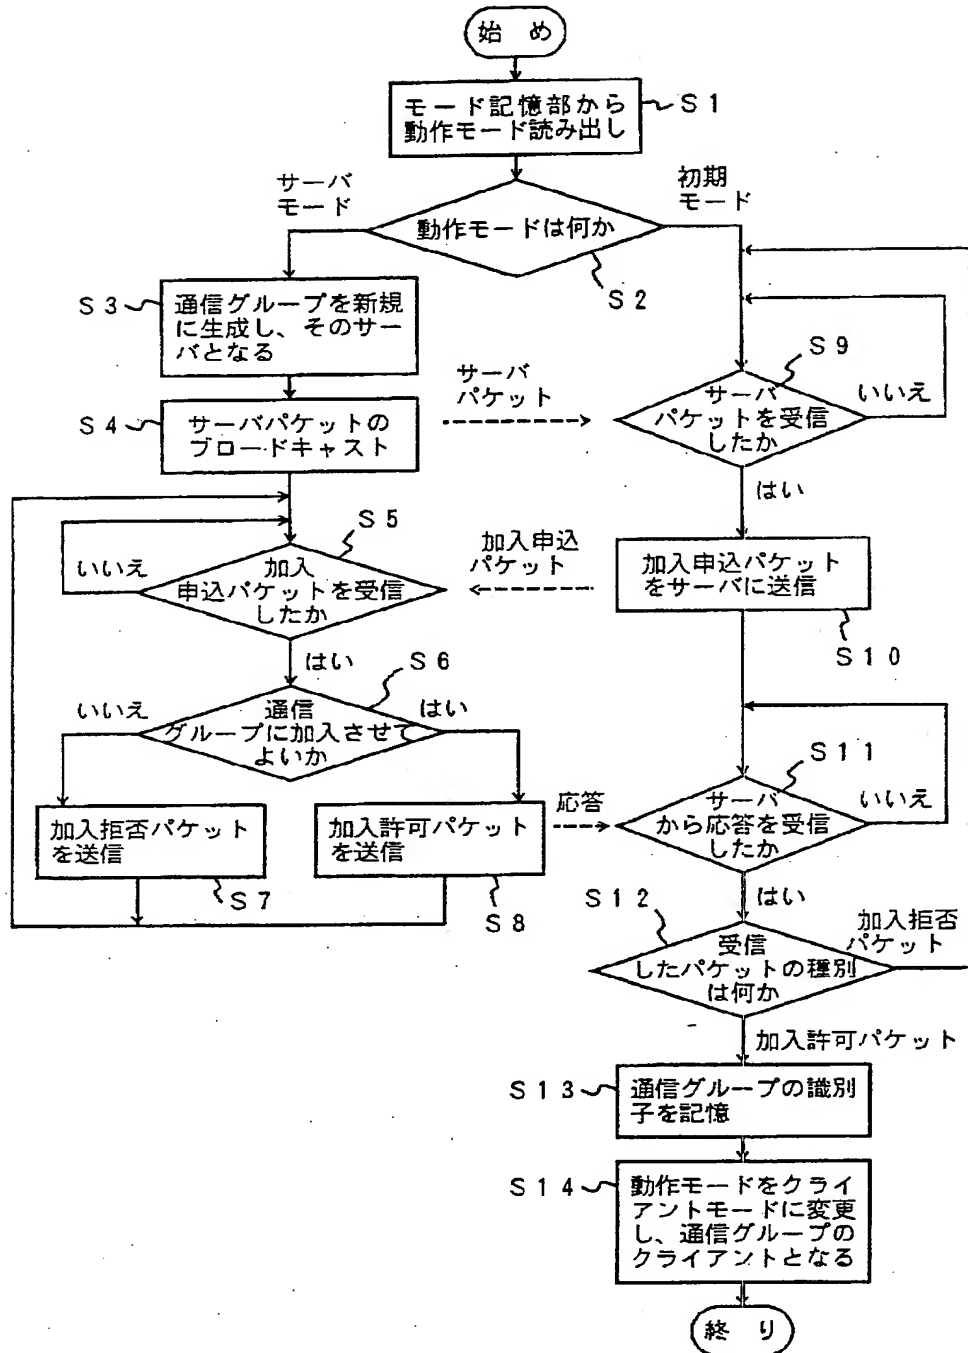 始 め
モード記憶部から
動作モード読み出し
S1
サーバ
モード
初期
モード
動作モードは何か
S2
S3
通信グループを新規
に生成し、そのサー
バとなる
S4
サーバパケットの
ブロードキャスト
サーバ
パケット
S9
サーバ
パケットを受信
したか
いいえ
はい
S5
いいえ
加入
申込パケットを受信
したか
加入申込
パケット
加入申込パケット
をサーバに送信
S10
はい
S6
いいえ
通信
グループに加入させて
よいか
はい
加入拒否パケット
を送信
S7
加入許可パケット
を送信
S8
応答
S11
サーバ
から応答を受信
したか
いいえ
はい
S12
受信
したパケットの種別
は何か
加入拒否
パケット
加入許可パケット
S13
通信グループの識別
子を記憶
S14
動作モードをクライ
アントモードに変更
し、通信グループの
クライアントとなる
終 り